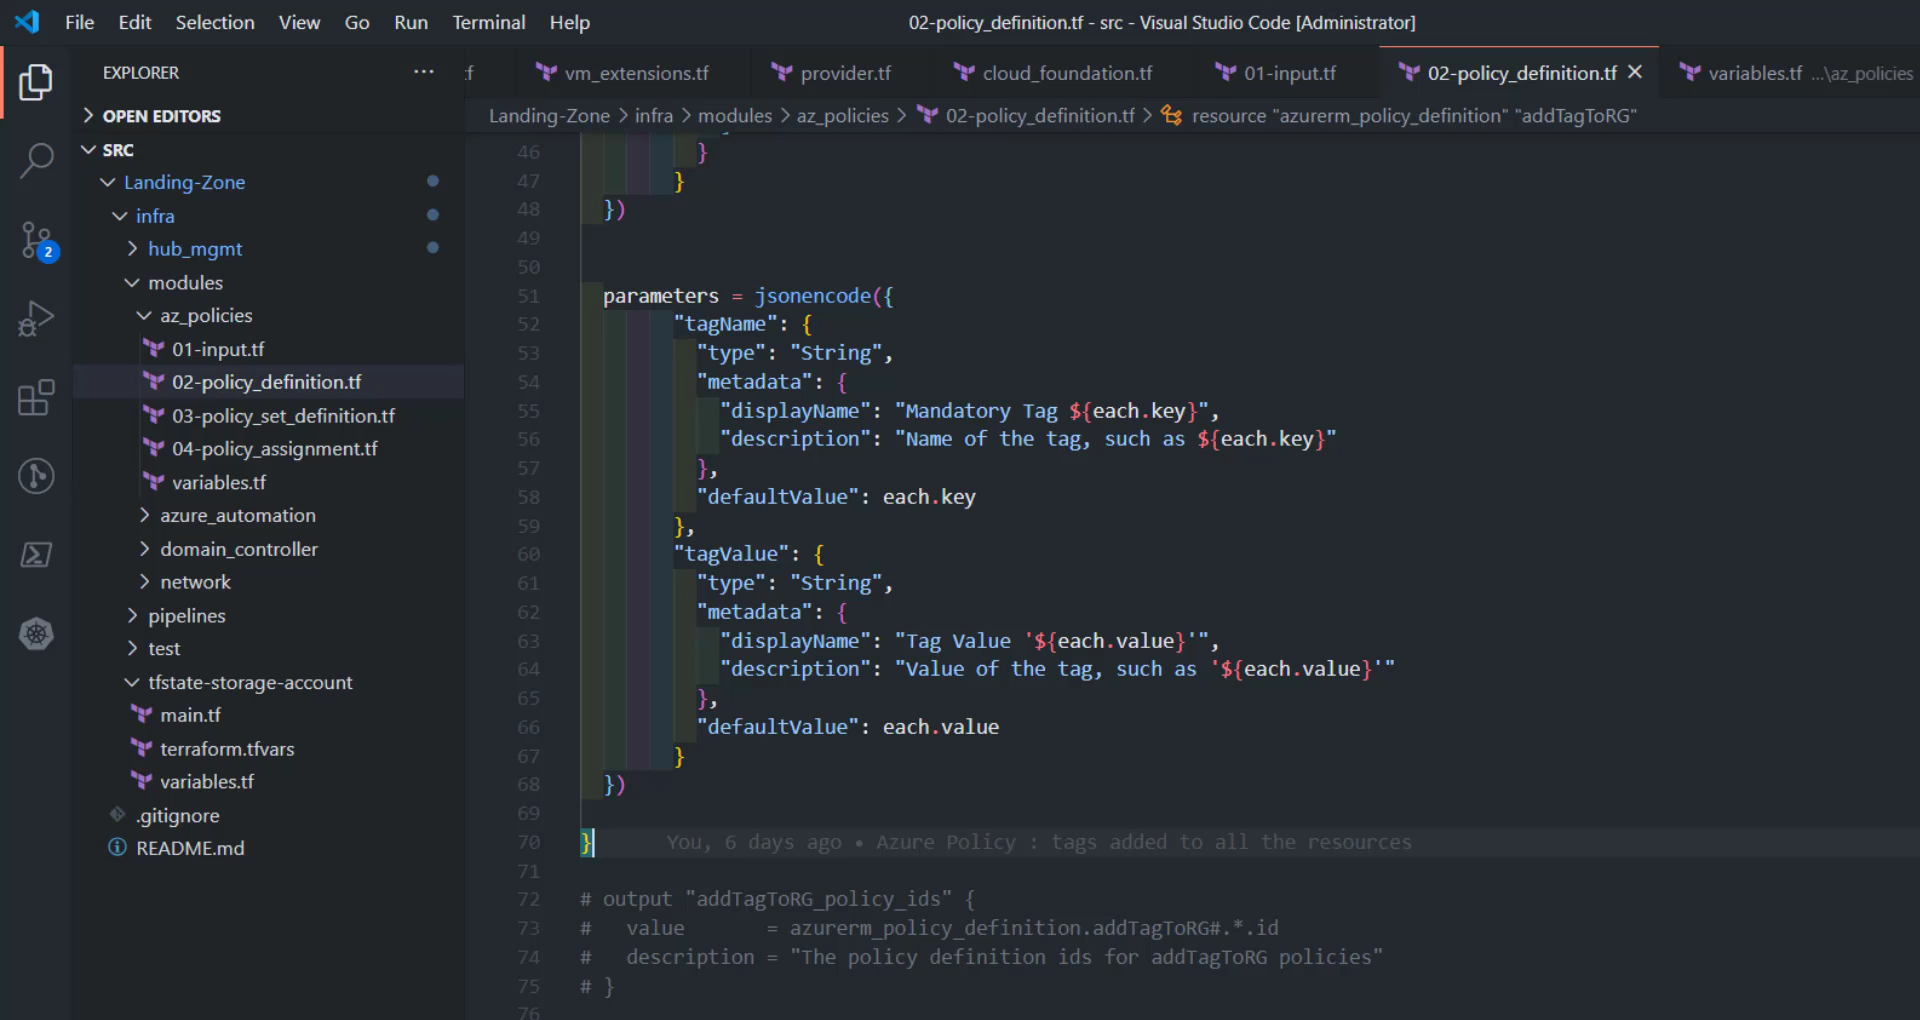 File Edit Selection View Go Run Terminal Help
02-policy_definition.tf - src - Visual Studio Code [Administrator]
EXPLORER ···
tf vm_extensions.tf provider.tf cloud_foundation.tf 01-input.tf 02-policy_definition.tf variables.tf ...\az_policies
Landing-Zone > infra > modules > az_policies > 02-policy_definition.tf > resource "azurerm_policy_definition" "addTagToRG"
OPEN EDITORS
SRC
Landing-Zone
infra
hub_mgmt
modules
az_policies
01-input.tf
02-policy_definition.tf
03-policy_set_definition.tf
04-policy_assignment.tf
variables.tf
azure_automation
domain_controller
network
pipelines
test
tfstate-storage-account
main.tf
terraform.tfvars
variables.tf
.gitignore
README.md
2
46 }
47 }
48 })
49
50
51 parameters = jsonencode({
52 "tagName": {
53 "type": "String",
54 "metadata": {
55 "displayName": "Mandatory Tag ${each.key}",
56 "description": "Name of the tag, such as ${each.key}"
57 },
58 "defaultValue": each.key
59 },
60 "tagValue": {
61 "type": "String",
62 "metadata": {
63 "displayName": "Tag Value '${each.value}'",
64 "description": "Value of the tag, such as '${each.value}'"
65 },
66 "defaultValue": each.value
67 }
68 })
69
70 } You, 6 days ago • Azure Policy : tags added to all the resources
71
72 # output "addTagToRG_policy_ids" {
73 # value = azurerm_policy_definition.addTagToRG#.*.id
74 # description = "The policy definition ids for addTagToRG policies"
75 # }
76